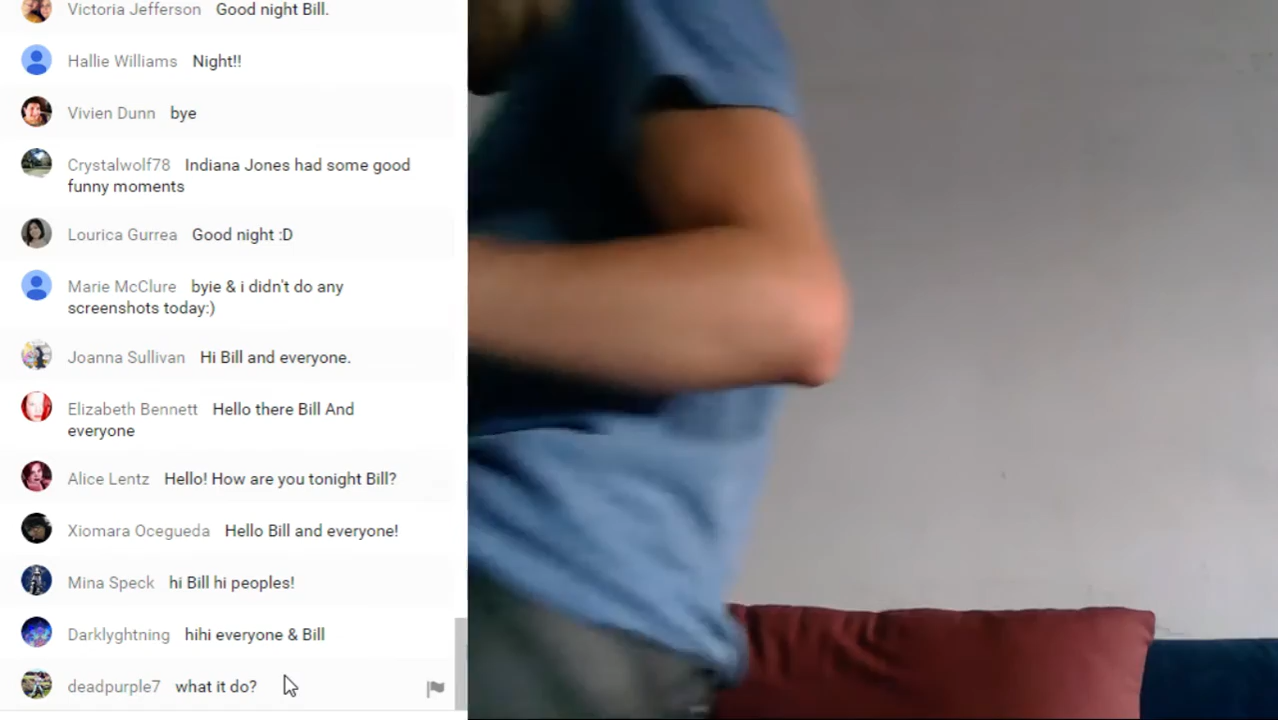 Victoria Jefferson Good night Bill.
Hallie Williams Night!!
Vivien Dunn bye
Crystalwolf78 Indiana Jones had some good
funny moments
Lourica Gurrea Good night :D
Marie McClure byie & i didn't do any
screenshots today:)
Joanna Sullivan Hi Bill and everyone.
Elizabeth Bennett Hello there Bill And
everyone
Alice Lentz Hello! How are you tonight Bill?
Xiomara Ocegueda Hello Bill and everyone!
Mina Speck hi Bill hi peoples!
Darklyghtning hihi everyone & Bill
deadpurple7 what it do?